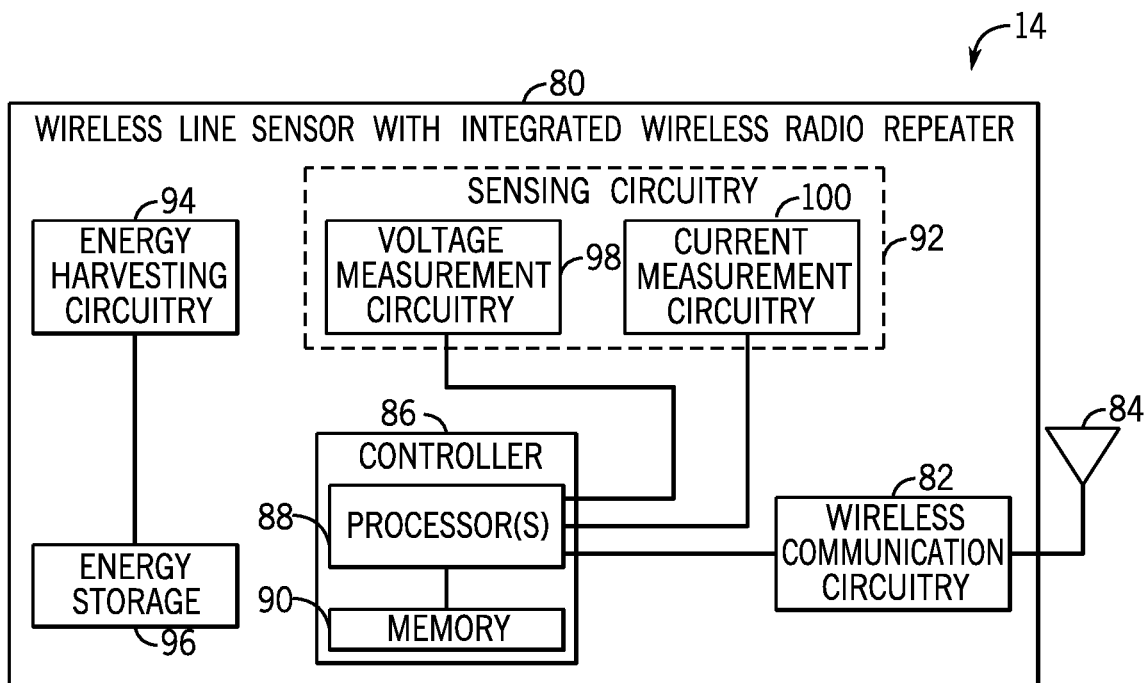 14
80
WIRELESS LINE SENSOR WITH INTEGRATED WIRELESS RADIO REPEATER
SENSING CIRCUITRY
94
ENERGY
HARVESTING
CIRCUITRY
VOLTAGE
MEASUREMENT
CIRCUITRY
98
100
CURRENT
MEASUREMENT
CIRCUITRY
92
86
CONTROLLER
88
PROCESSOR(S)
90
MEMORY
ENERGY
STORAGE
96
82
WIRELESS
COMMUNICATION
CIRCUITRY
84